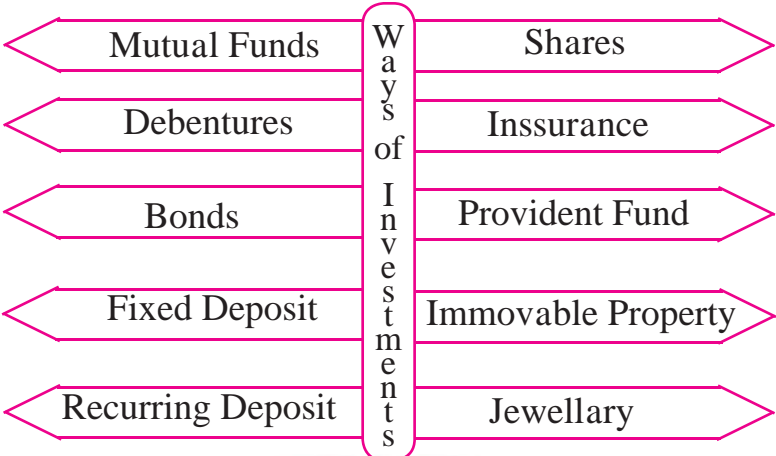 Mutual Funds
Shares
Debentures
Inssurance
Bonds
Provident Fund
Fixed Deposit
Immovable Property
Recurring Deposit
Jewellary
Ways of Investments